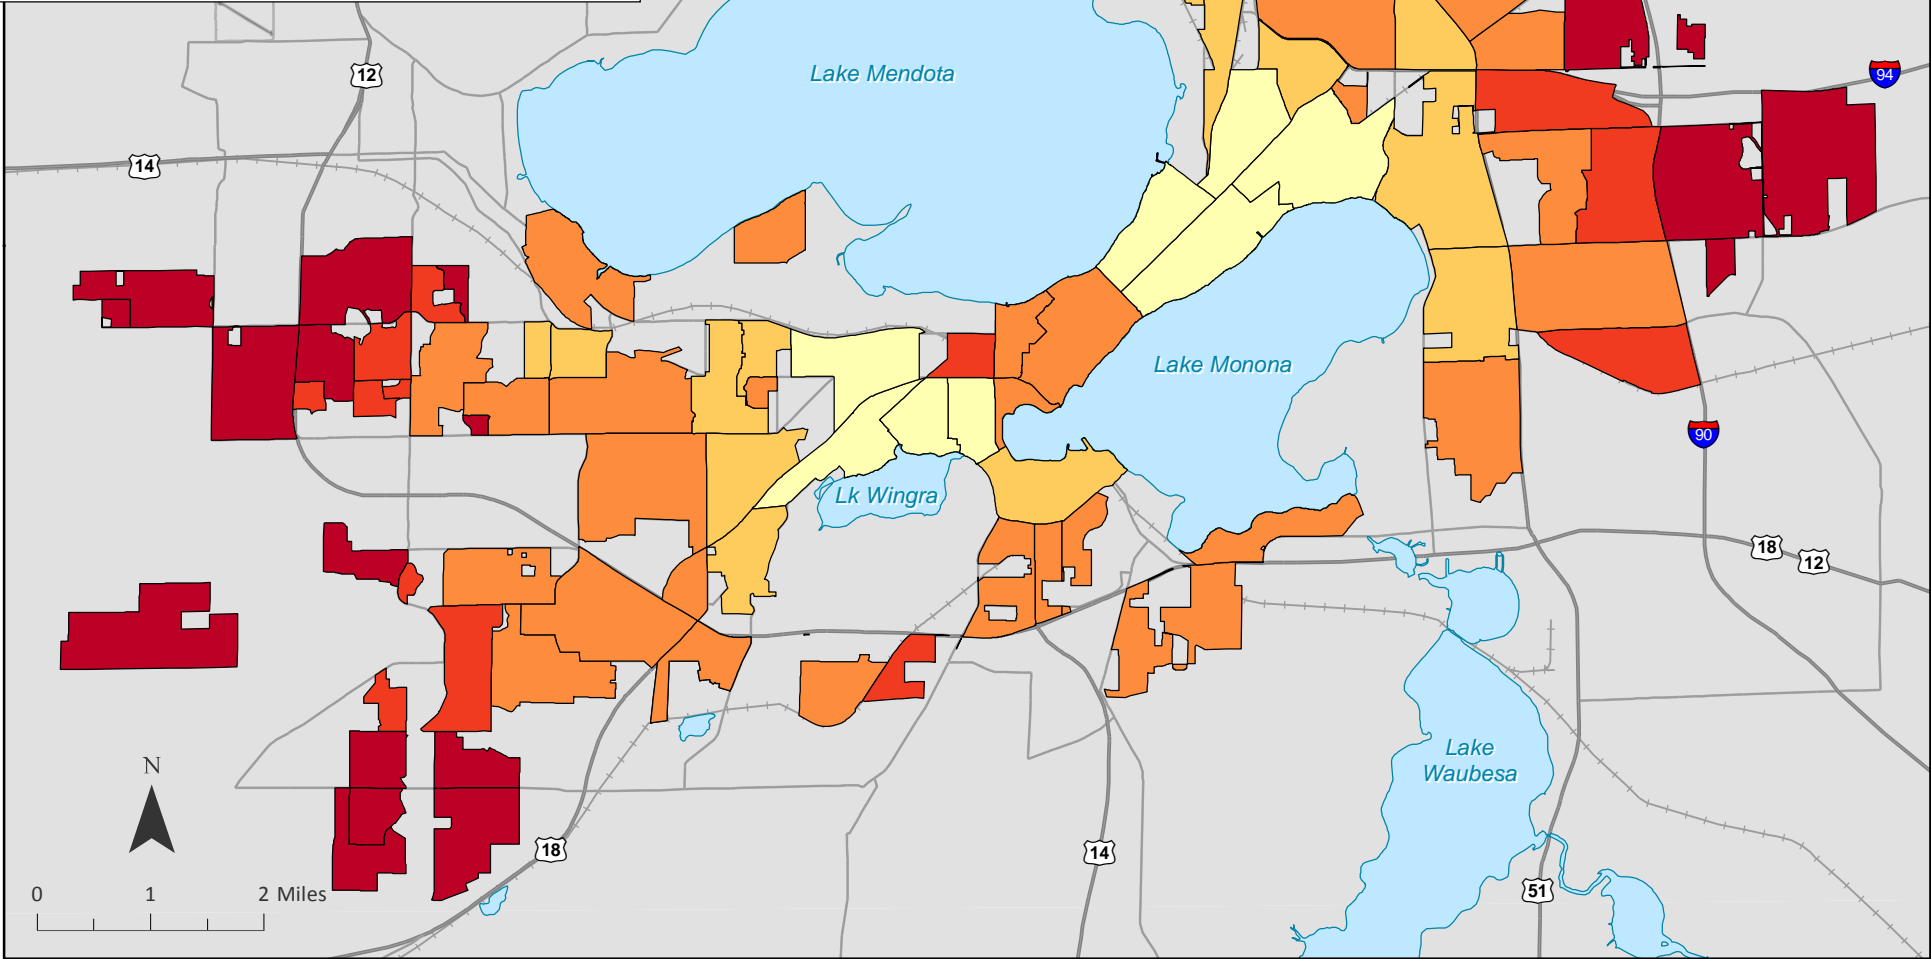 Lake Mendota
12
94
14
Lake Monona
90
Lk Wingra
18
12
Lake
Waubesa
N
18
14
51
0 1 2 Miles